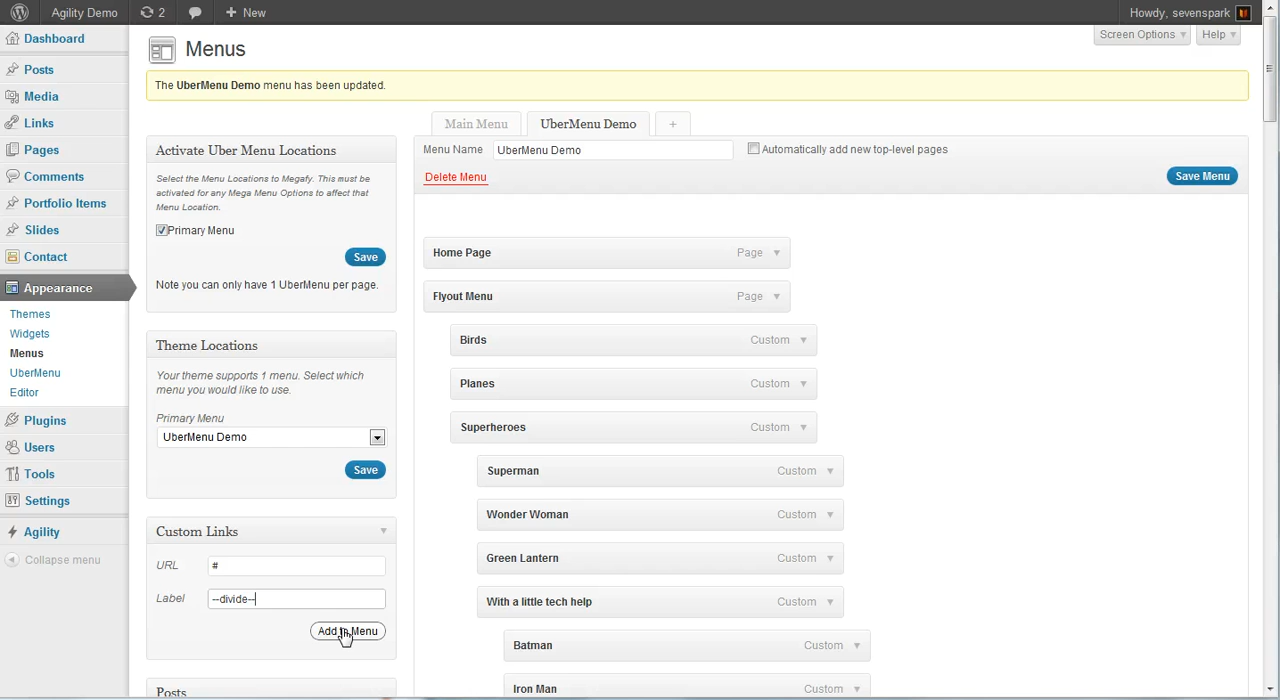 Agility Demo 2 New Howdy, sevenspark
Dashboard
Posts
Media
Links
Pages
Comments
Portfolio Items
Slides
Contact
Appearance
Themes
Widgets
Menus
UberMenu
Editor
Plugins
Users
Tools
Settings
Agility
Collapse menu
Screen Options Help
Menus
The UberMenu Demo menu has been updated.
Activate Uber Menu Locations
Select the Menu Locations to Megafy. This must be
activated for any Mega Menu Options to affect that
Menu Location.
Primary Menu
Save
Note you can only have 1 UberMenu per page.
Theme Locations
Your theme supports 1 menu. Select which
menu you would like to use.
Primary Menu
UberMenu Demo
Save
Custom Links
URL #
Label --divide--
Add to Menu
Posts
Main Menu UberMenu Demo +
Menu Name UberMenu Demo Automatically add new top-level pages
Delete Menu Save Menu
Home Page Page
Flyout Menu Page
Birds Custom
Planes Custom
Superheroes Custom
Superman Custom
Wonder Woman Custom
Green Lantern Custom
With a little tech help Custom
Batman Custom
Iron Man Custom